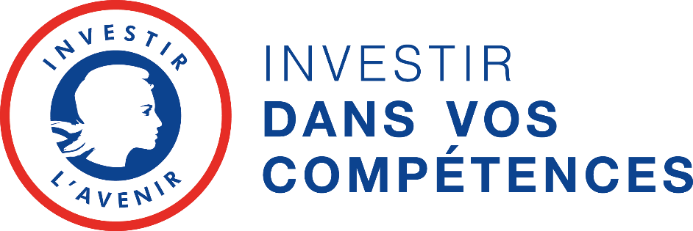 INVESTIR
L'AVENIR
INVESTIR
DANS VOS
COMPÉTENCES